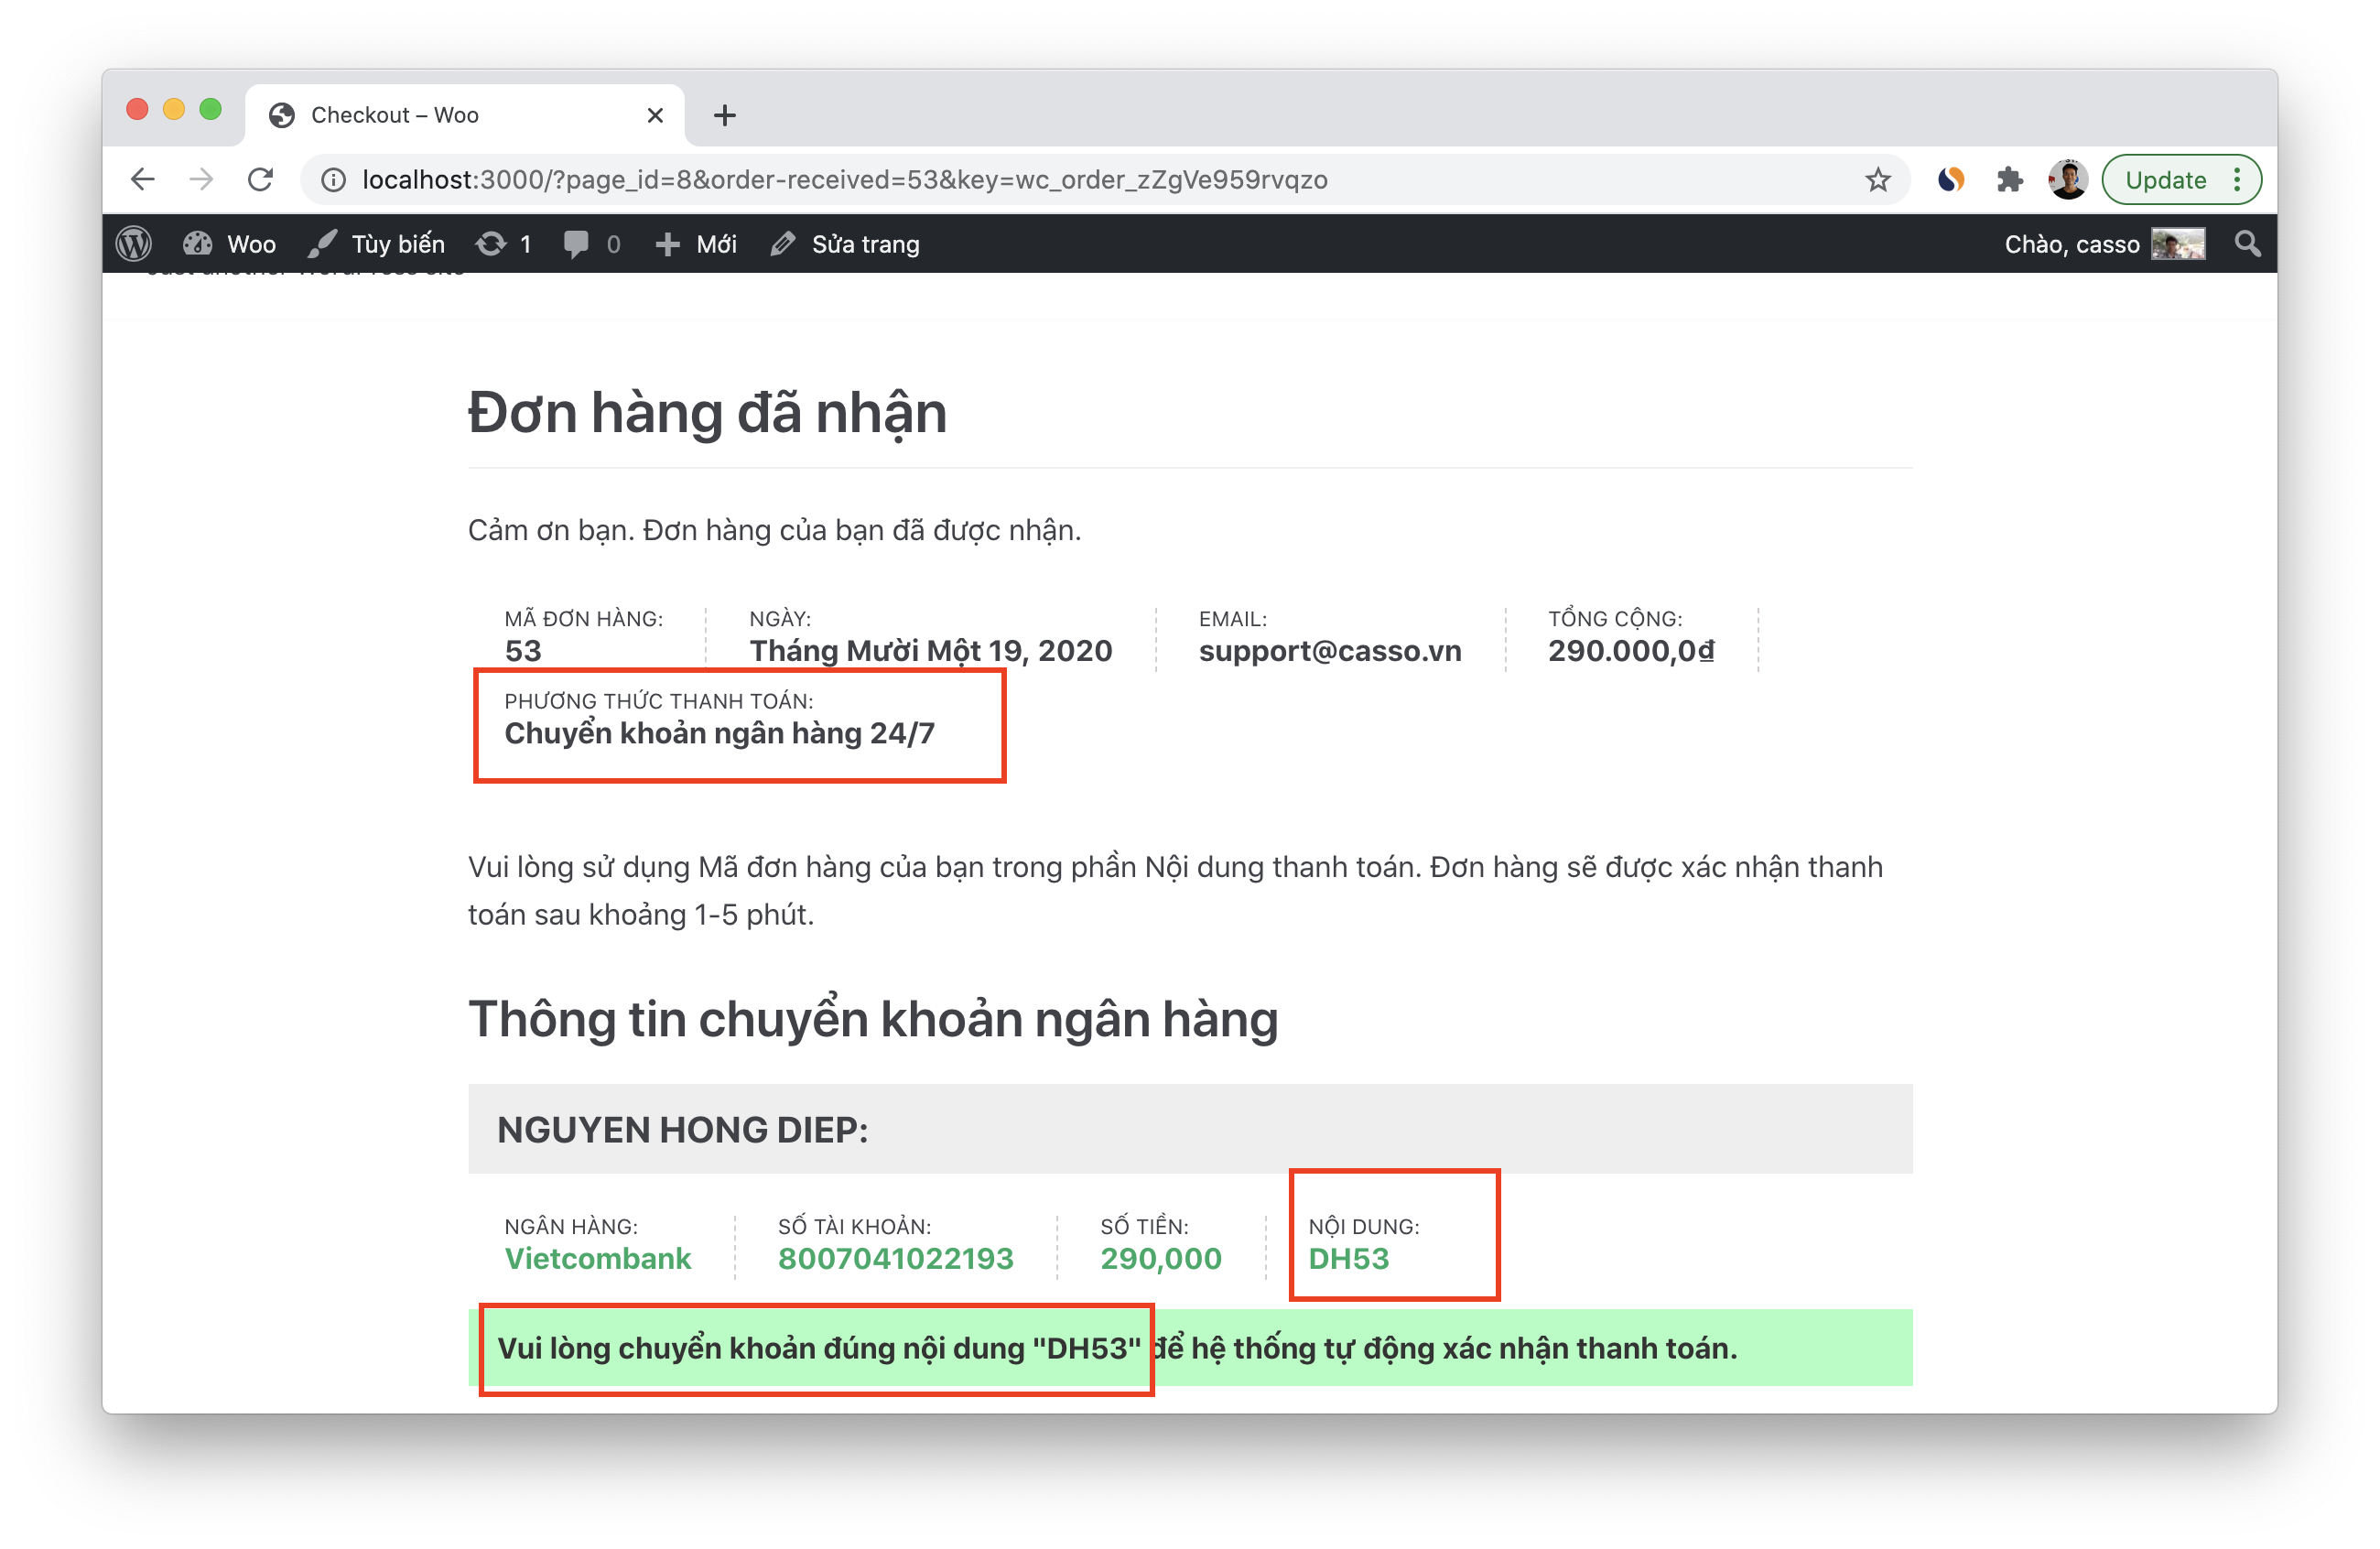 Checkout – Woo
localhost:3000/?page_id=8&order-received=53&key=wc_order_zZgVe959rvqzo
Update
Woo Tùy biến 1 0 Mới Sửa trang Chào, casso
Just another WordPress site
Đơn hàng đã nhận
Cảm ơn bạn. Đơn hàng của bạn đã được nhận.
MÃ ĐƠN HÀNG: NGÀY: EMAIL: TỔNG CỘNG:
53 Tháng Mười Một 19, 2020 support@casso.vn 290.000,0₫
PHƯƠNG THỨC THANH TOÁN:
Chuyển khoản ngân hàng 24/7
Vui lòng sử dụng Mã đơn hàng của bạn trong phần Nội dung thanh toán. Đơn hàng sẽ được xác nhận thanh
toán sau khoảng 1-5 phút.
Thông tin chuyển khoản ngân hàng
NGUYEN HONG DIEP:
NGÂN HÀNG: SỐ TÀI KHOẢN: SỐ TIỀN: NỘI DUNG:
Vietcombank 8007041022193 290,000 DH53
Vui lòng chuyển khoản đúng nội dung "DH53" để hệ thống tự động xác nhận thanh toán.